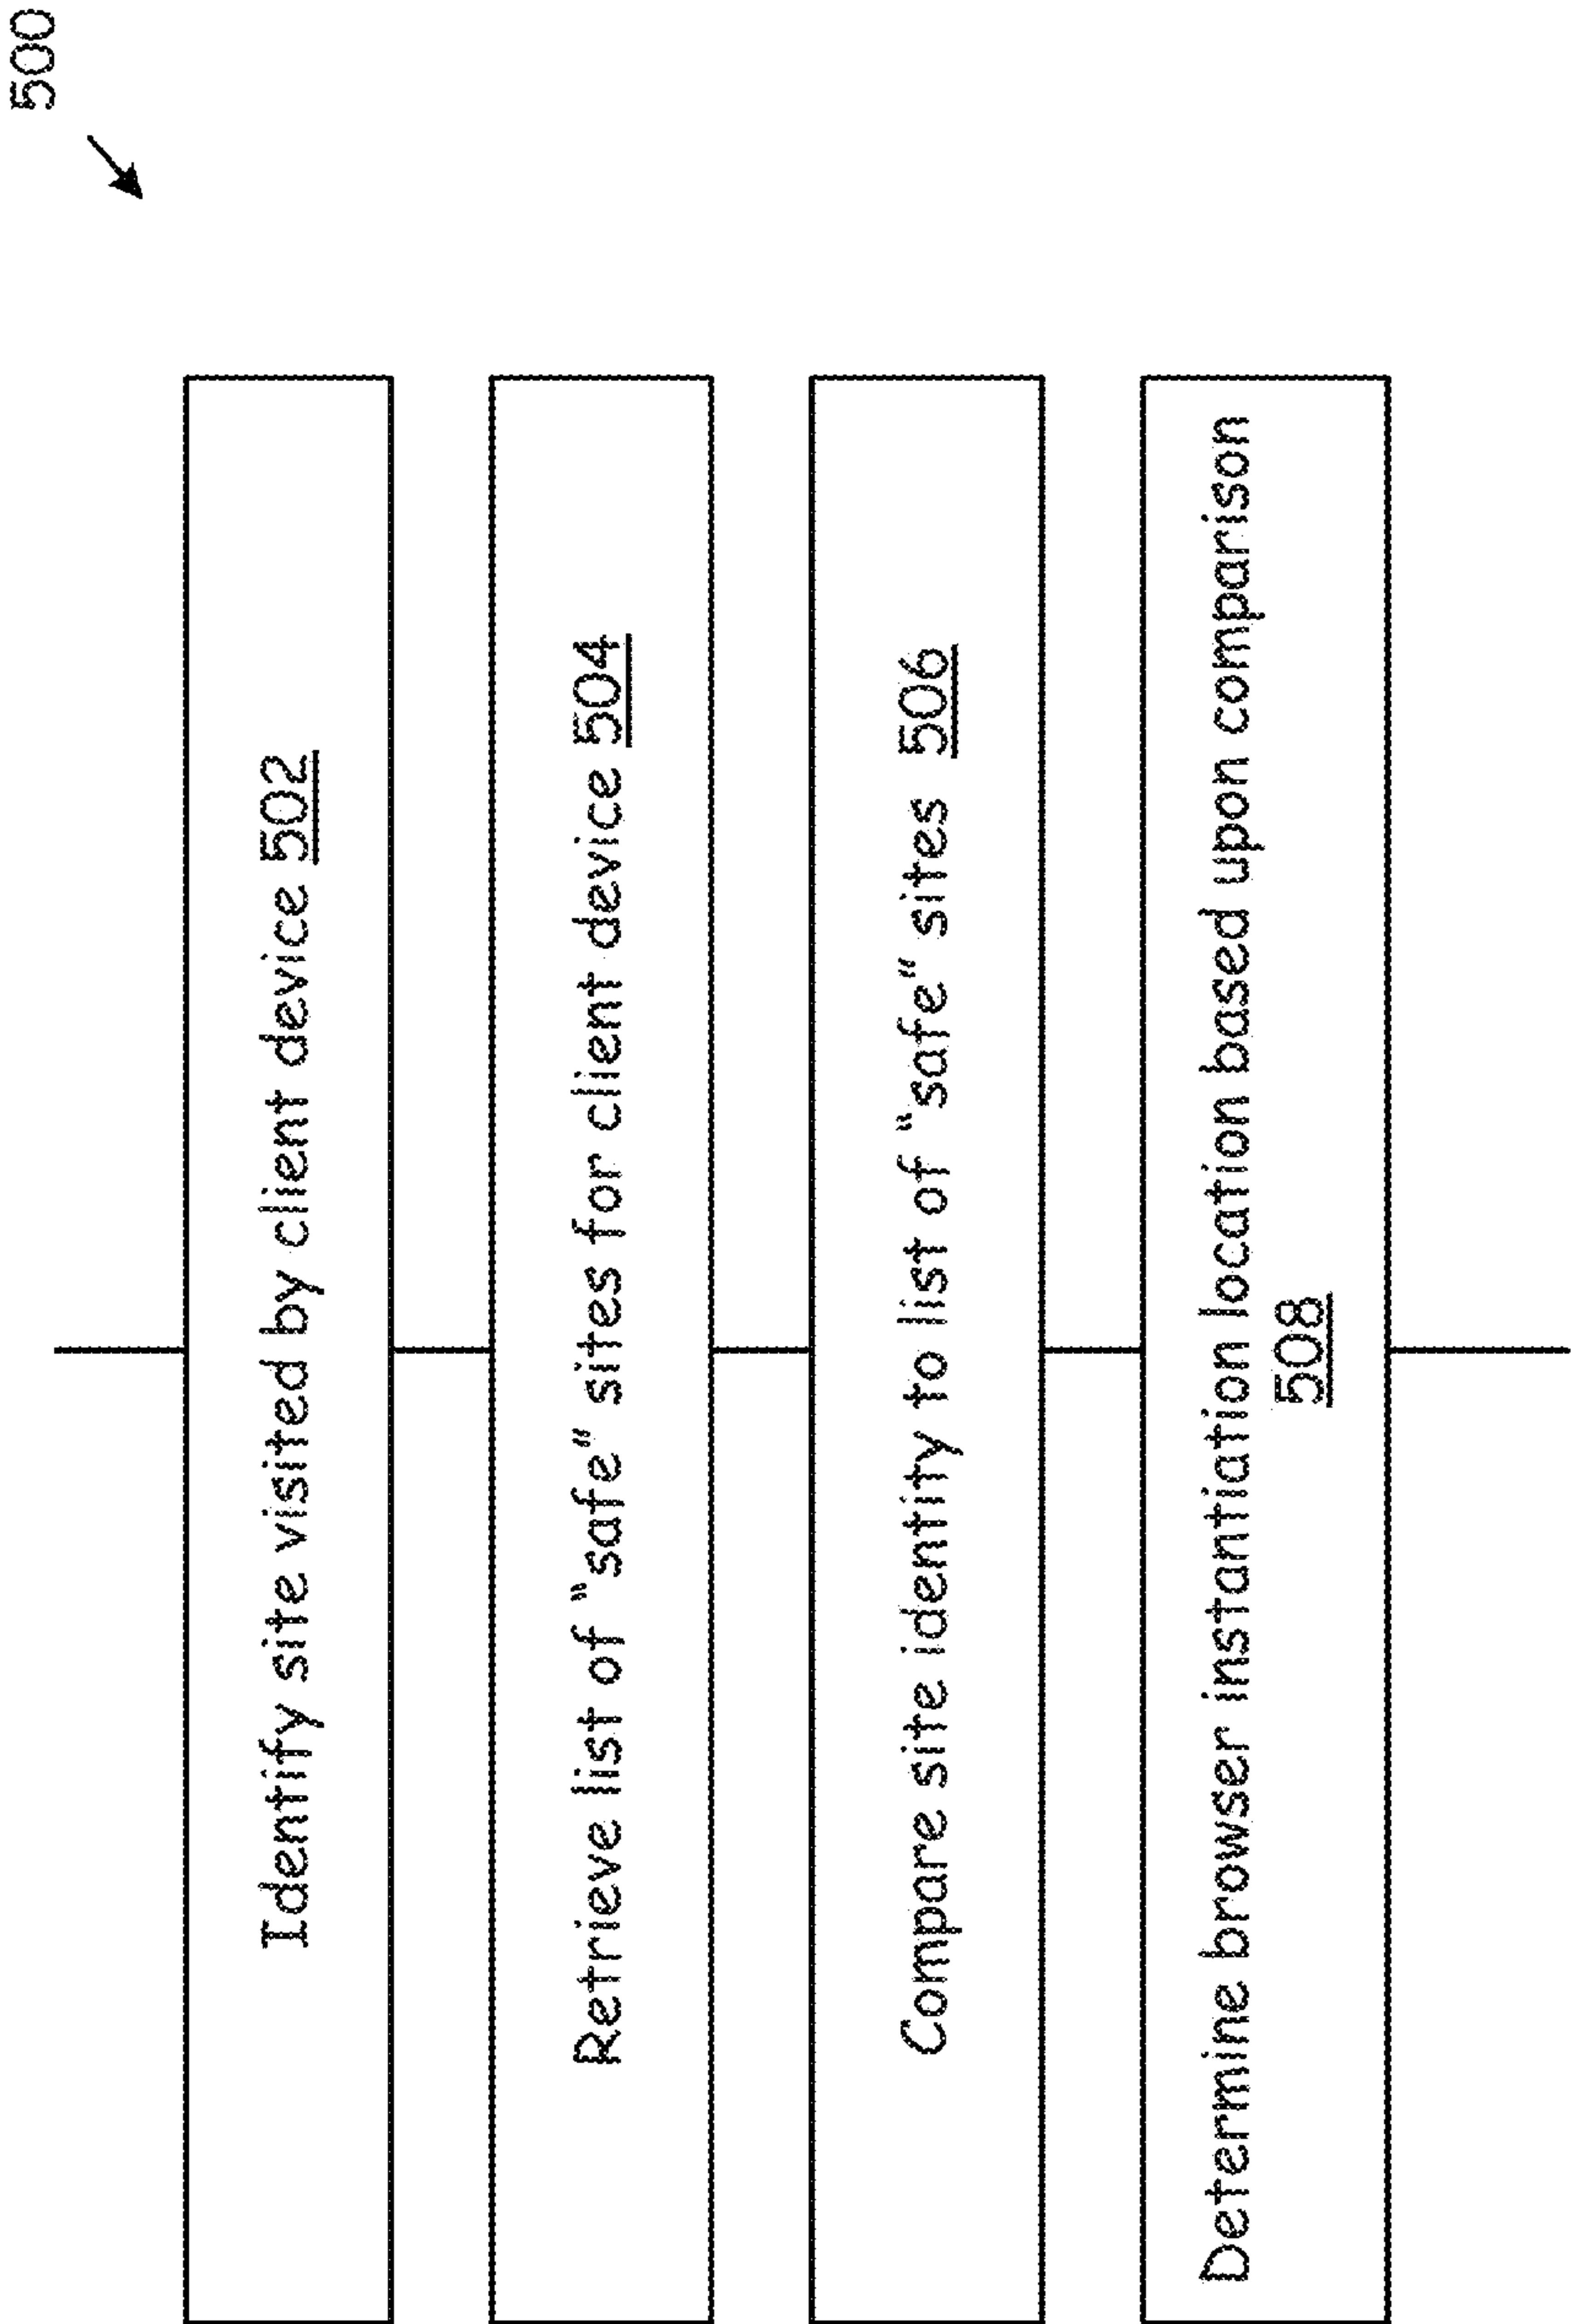 500
Identify site visited by client device 502
Retrieve list of “safe” sites for client device 504
Compare site identity to list of “safe” sites 506
Determine browser instantiation location based upon comparison
508